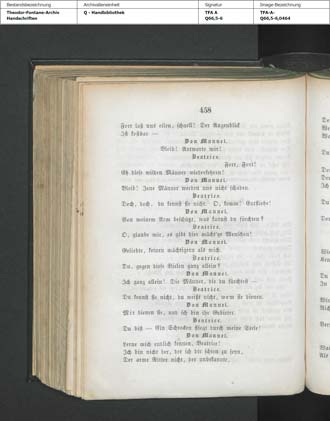 Bestandsbezeichnung
Archivalieneinheit
Signatur
Image-Bezeichnung
Theodor-Fontane-Archiv
Handschriften
Q - Handbibliothek
TFA A
Q66,5-6
TFA-A-
Q66,5-6,0464
458
Fort laß uns eilen, schnell! Der Augenblick
Ist kostbar —
Don Manuel.
Bleib! Antworte mir!
Beatrice.
Fort, Fort!
Eh diese wilden Männer wiederkehren!
Don Manuel.
Bleib! Jene Männer werden uns nicht schaden.
Beatrice.
Doch, doch, du kennst sie nicht. O, komm! Entfliehe!
Don Manuel.
Von meinem Arm beschützt, was kannst du fürchten?
Beatrice.
O, glaube mir, es gibt hier mächt'ge Menschen!
Don Manuel.
Geliebte, keinen mächtigern als mich.
Beatrice.
Du, gegen diese Vielen ganz allein?
Don Manuel.
Ich ganz allein! Die Männer, die du fürchtest —
Beatrice.
Du kennst sie nicht, du weißt nicht, wem sie dienen.
Don Manuel.
Mir dienen sie, und ich bin ihr Gebieter.
Beatrice.
Du bist — Ein Schrecken fliegt durch meine Seele!
Don Manuel.
Lerne mich endlich kennen, Beatrice!
Ich bin nicht der, der ich dir schien zu seyn,
Der arme Ritter nicht, der unbekannte,